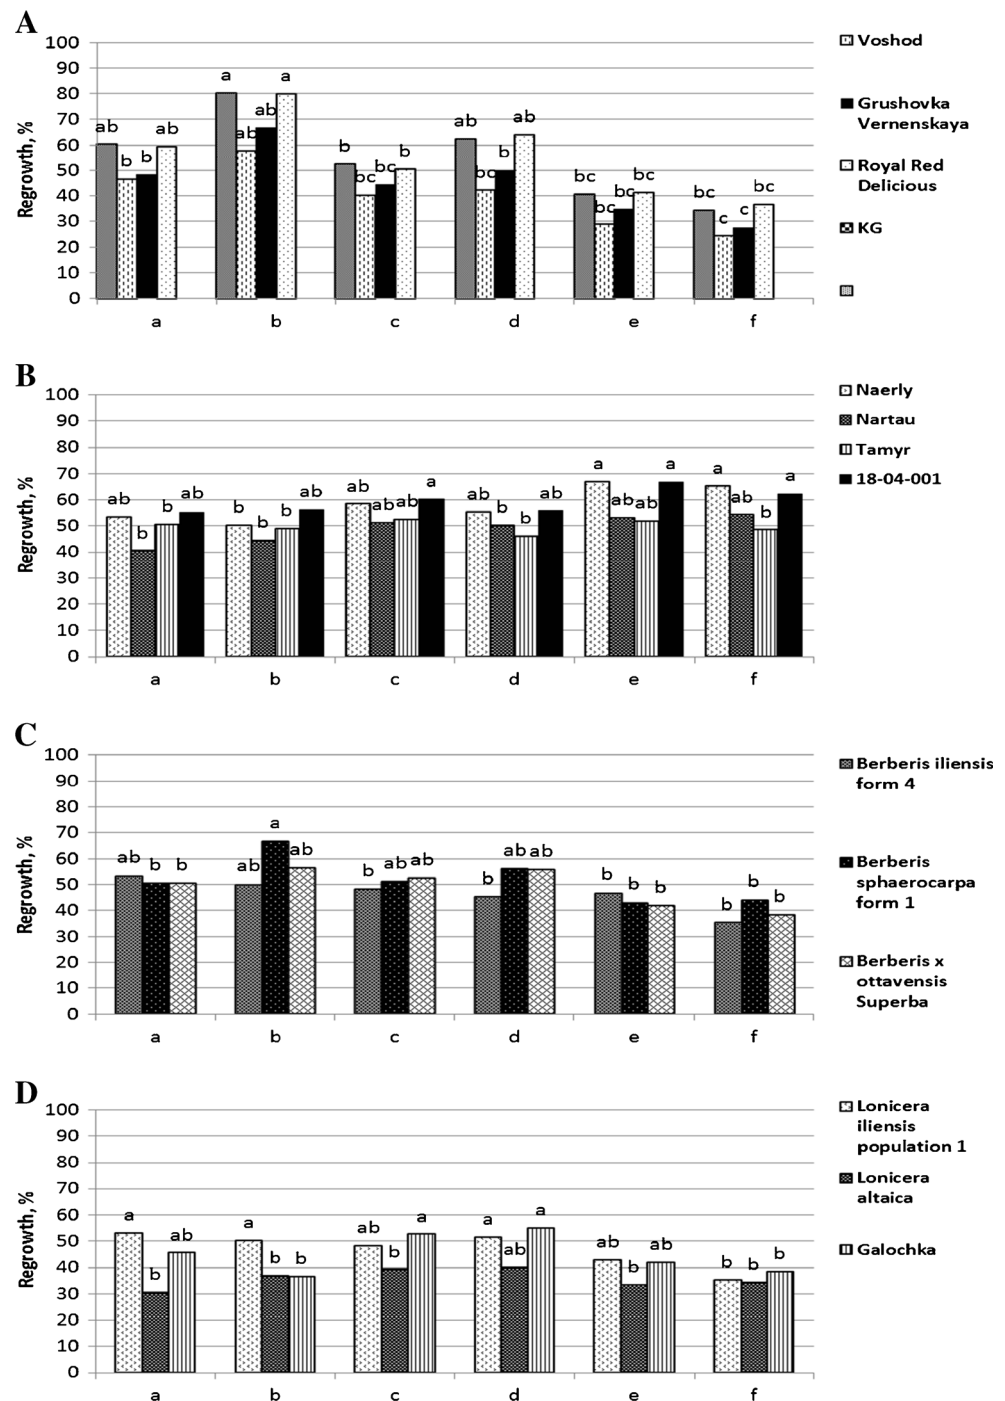 A
100
90
80
70
60
50
40
30
20
10
0
Regrowth, %
ab b b ab
a ab ab a
b bc bc b
ab bc b ab
bc bc bc bc
bc c c bc
a b c d e f
Voshod
Grushovka
Vernenskaya
Royal Red
Delicious
KG
B
100
90
80
70
60
50
40
30
20
10
0
Regrowth, %
ab b b ab
b b b ab
ab ab ab a
ab b b ab
a ab ab a
a ab b a
a b c d e f
Naerly
Nartau
Tamyr
18-04-001
C
100
90
80
70
60
50
40
30
20
10
0
Regrowth, %
ab b b
ab a ab
b ab ab
b ab ab
b b b
b b b
a b c d e f
Berberis iliensis
form 4
Berberis
sphaerocarpa
form 1
Berberis x
ottavensis
Superba
D
100
90
80
70
60
50
40
30
20
10
0
Regrowth, %
a b ab
a b b
ab b a
a ab a
ab b ab
b b b
a b c d e f
Lonicera
iliensis
population 1
Lonicera
altaica
Galochka